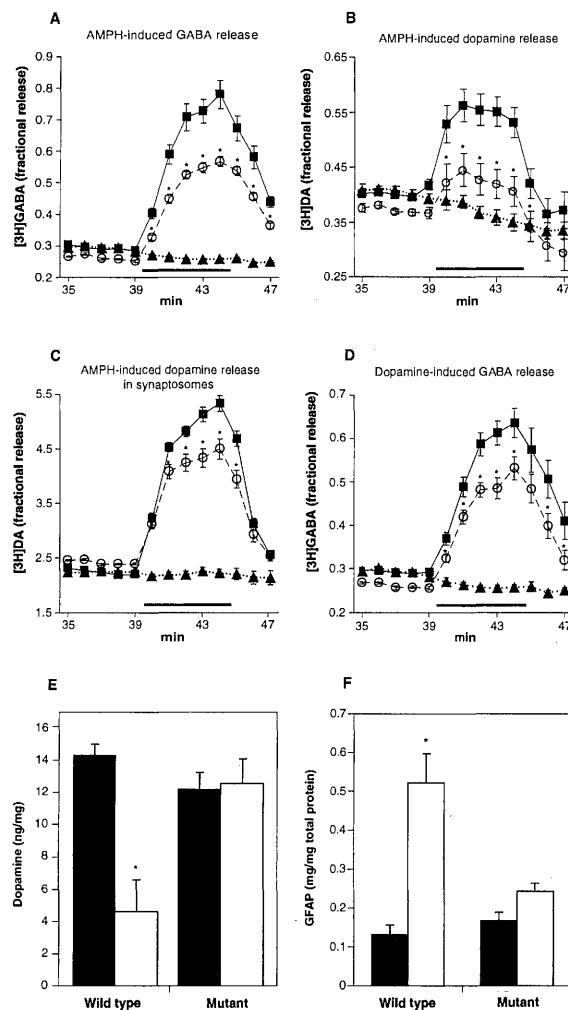 A
AMPH-induced GABA release
[3H]GABA (fractional release)
0.9
0.8
0.7
0.6
0.5
0.4
0.3
0.2
35 39 43 47
min
B
AMPH-induced dopamine release
[3H]DA (fractional release)
0.65
0.55
0.45
0.35
0.25
35 39 43 47
min
C
AMPH-induced dopamine release
in synaptosomes
[3H]DA (fractional release)
5.5
4.5
3.5
2.5
1.5
35 39 43 47
min
D
Dopamine-induced GABA release
[3H]GABA (fractional release)
0.7
0.6
0.5
0.4
0.3
0.2
35 39 43 47
min
E
Dopamine (ng/mg)
16
14
12
10
8
6
4
2
0
Wild type Mutant
F
GFAP (mg/mg total protein)
0.7
0.6
0.5
0.4
0.3
0.2
0.1
0
Wild type Mutant